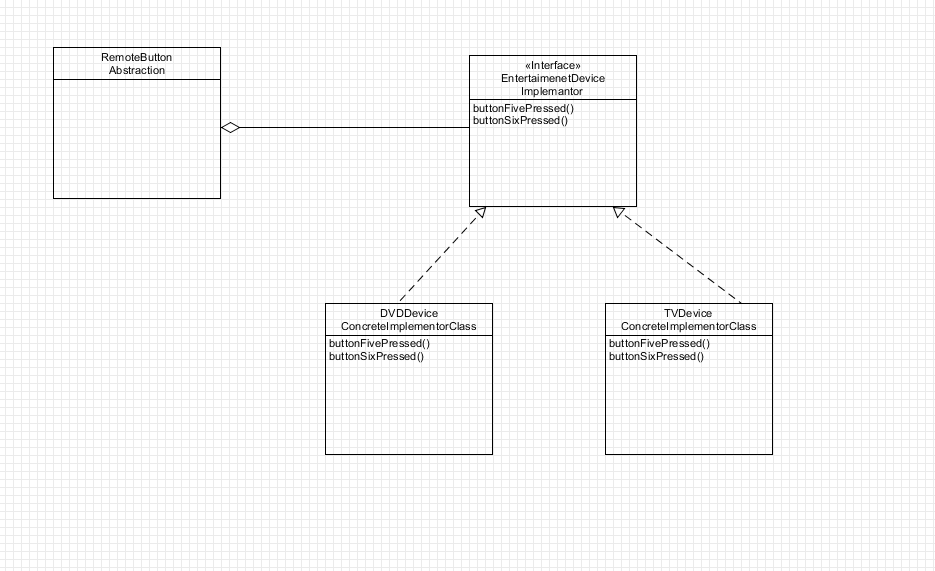 RemoteButton
Abstraction
«Interface»
EntertaimenetDevice
Implemantor
buttonFivePressed()
buttonSixPressed()
DVDDevice
ConcreteImplementorClass
buttonFivePressed()
buttonSixPressed()
TVDevice
ConcreteImplementorClass
buttonFivePressed()
buttonSixPressed()